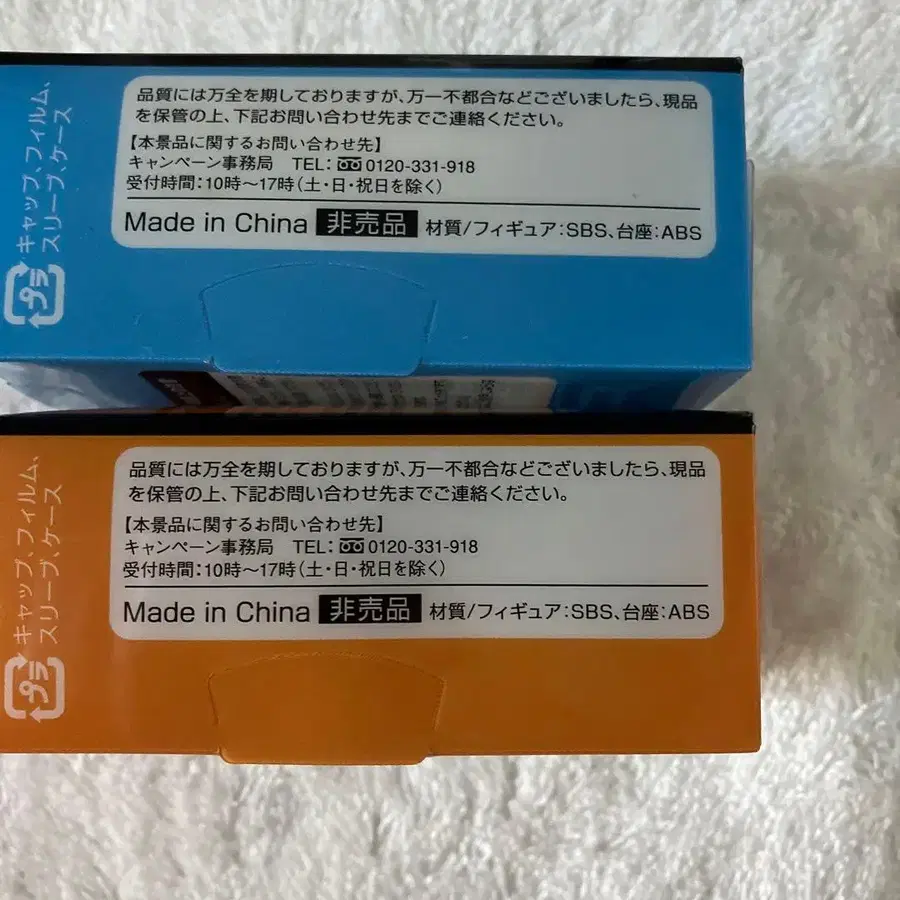 キャップ、フィルム、
スリーブ、ケース
プラ
品質には万全を期しておりますが、万一不都合などございましたら、現品
を保管の上、下記お問い合わせ先までご連絡ください。
【本景品に関するお問い合わせ先】
キャンペーン事務局 TEL:0120-331-918
受付時間:10時〜17時(土・日・祝日を除く)
Made in China 非売品 材質/フィギュア:SBS、台座:ABS
キャップ、フィルム、
スリーブ、ケース
プラ
品質には万全を期しておりますが、万一不都合などございましたら、現品
を保管の上、下記お問い合わせ先までご連絡ください。
【本景品に関するお問い合わせ先】
キャンペーン事務局 TEL:0120-331-918
受付時間:10時〜17時(土・日・祝日を除く)
Made in China 非売品 材質/フィギュア:SBS、台座:ABS